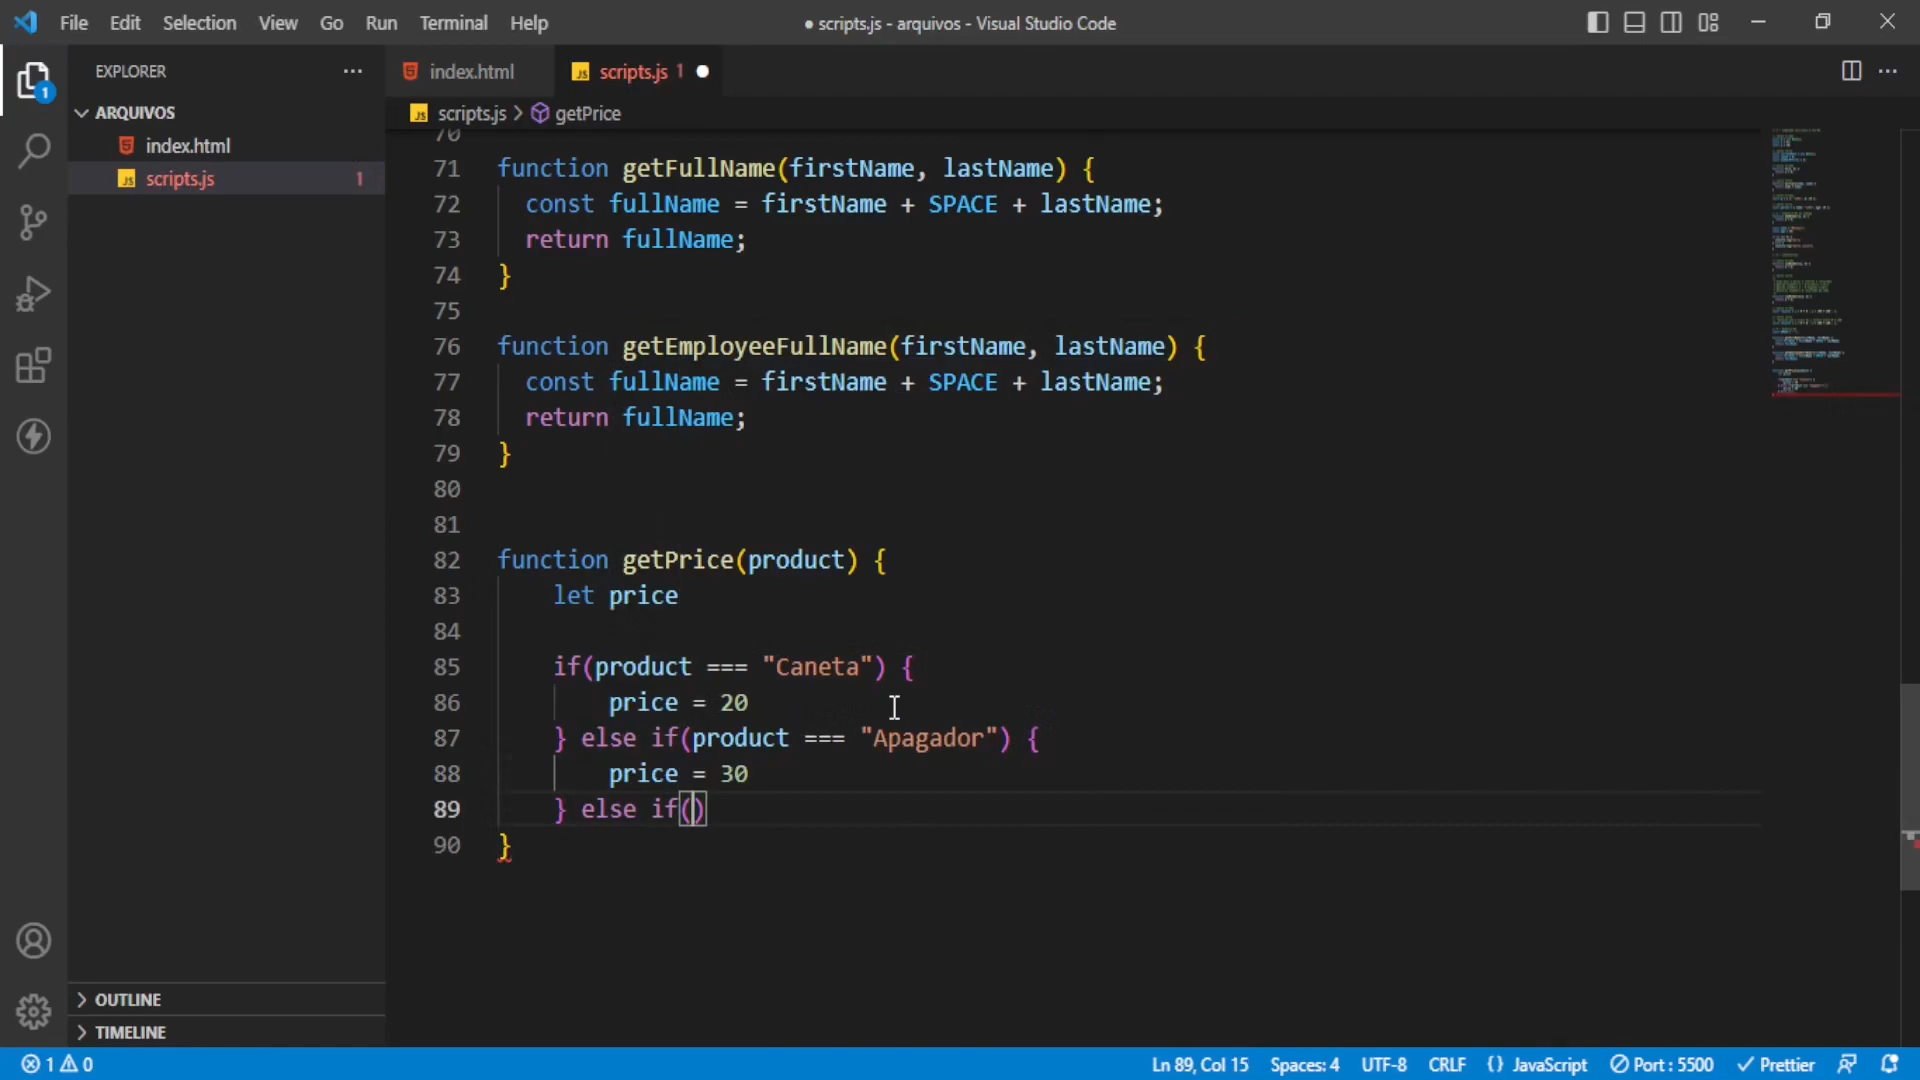 File Edit Selection View Go Run Terminal Help
● scripts.js - arquivos - Visual Studio Code
EXPLORER
ARQUIVOS
index.html
scripts.js 1
1
index.html
JS scripts.js 1
JS scripts.js > getPrice
70
71 function getFullName(firstName, lastName) {
72 const fullName = firstName + SPACE + lastName;
73 return fullName;
74 }
75
76 function getEmployeeFullName(firstName, lastName) {
77 const fullName = firstName + SPACE + lastName;
78 return fullName;
79 }
80
81
82 function getPrice(product) {
83 let price
84
85 if(product === "Caneta") {
86 price = 20
87 } else if(product === "Apagador") {
88 price = 30
89 } else if()
90 }
OUTLINE
TIMELINE
1 0
Ln 89, Col 15 Spaces: 4 UTF-8 CRLF {} JavaScript Port : 5500 Prettier